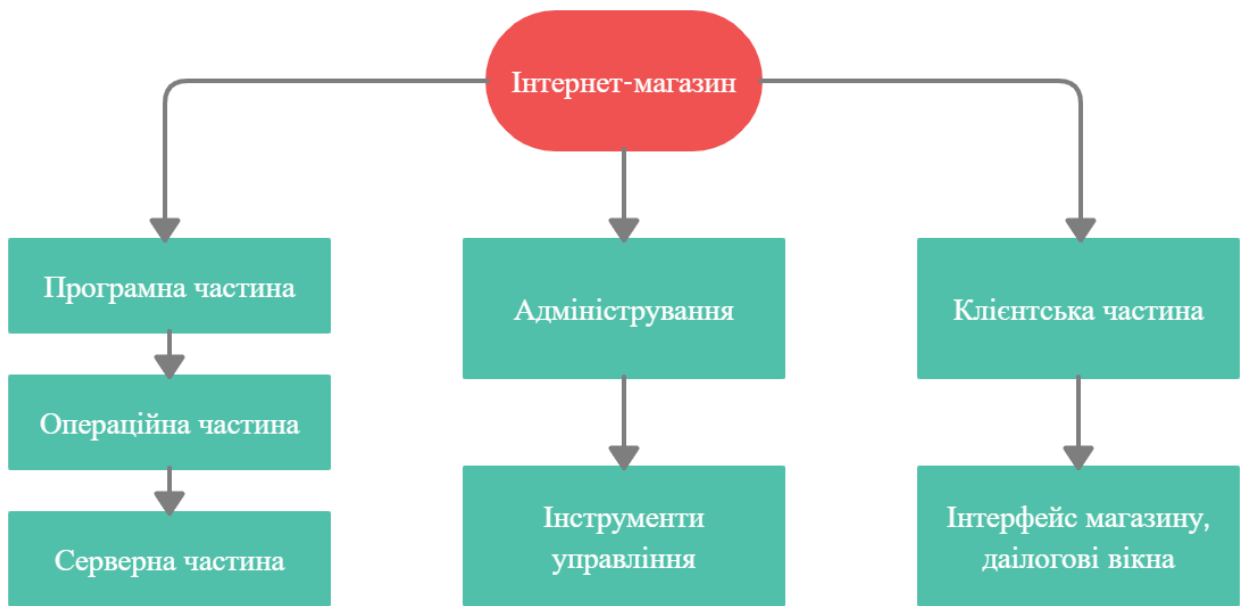 Інтернет-магазин
Програмна частина
Адміністрування
Клієнтська частина
Операційна частина
Серверна частина
Інструменти
управління
Інтерфейс магазину,
даілогові вікна